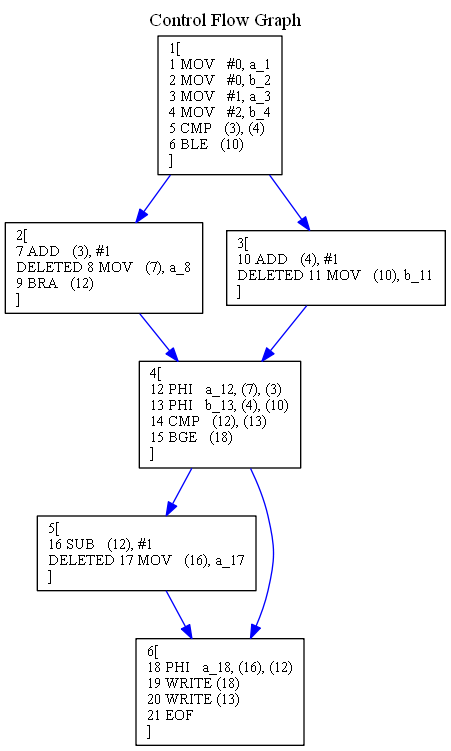 Control Flow Graph
1[
1 MOV #0, a_1
2 MOV #0, b_2
3 MOV #1, a_3
4 MOV #2, b_4
5 CMP (3), (4)
6 BLE (10)
]
2[
7 ADD (3), #1
DELETED 8 MOV (7), a_8
9 BRA (12)
]
3[
10 ADD (4), #1
DELETED 11 MOV (10), b_11
]
4[
12 PHI a_12, (7), (3)
13 PHI b_13, (4), (10)
14 CMP (12), (13)
15 BGE (18)
]
5[
16 SUB (12), #1
DELETED 17 MOV (16), a_17
]
6[
18 PHI a_18, (16), (12)
19 WRITE (18)
20 WRITE (13)
21 EOF
]